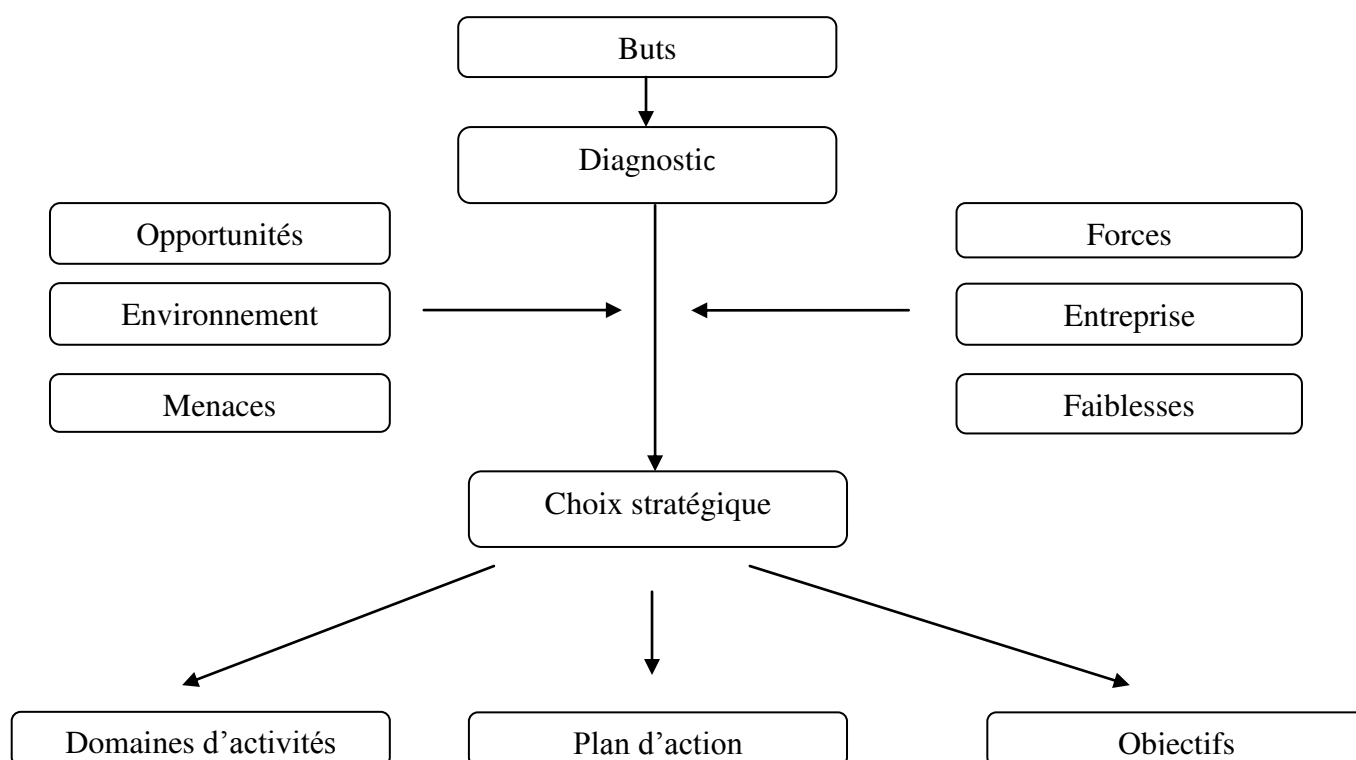 Buts
Diagnostic
Opportunités
Forces
Environnement
Entreprise
Menaces
Faiblesses
Choix stratégique
Domaines d’activités
Plan d’action
Objectifs